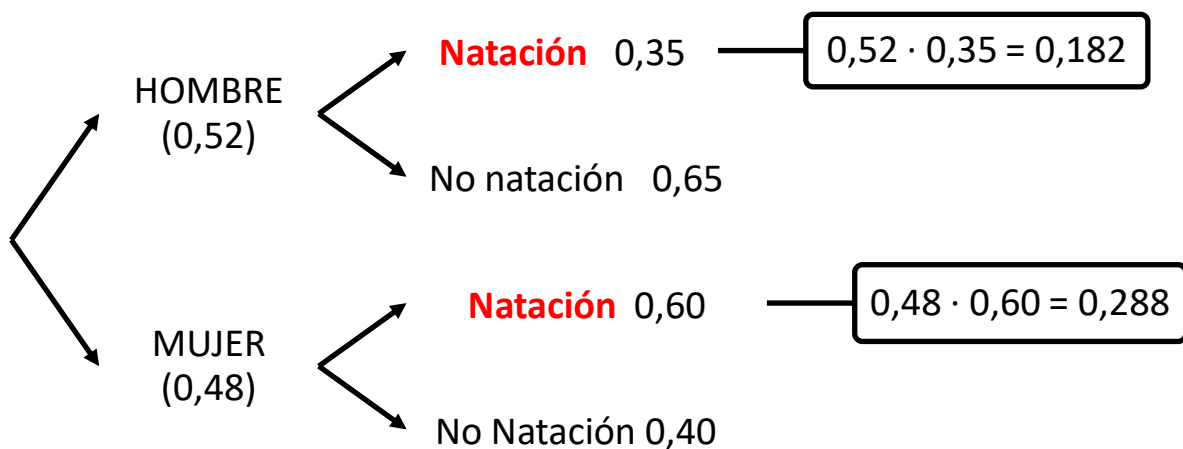 Natación 0,35
0,52 · 0,35 = 0,182
HOMBRE
(0,52)
No natación 0,65
Natación 0,60
0,48 · 0,60 = 0,288
MUJER
(0,48)
No Natación 0,40